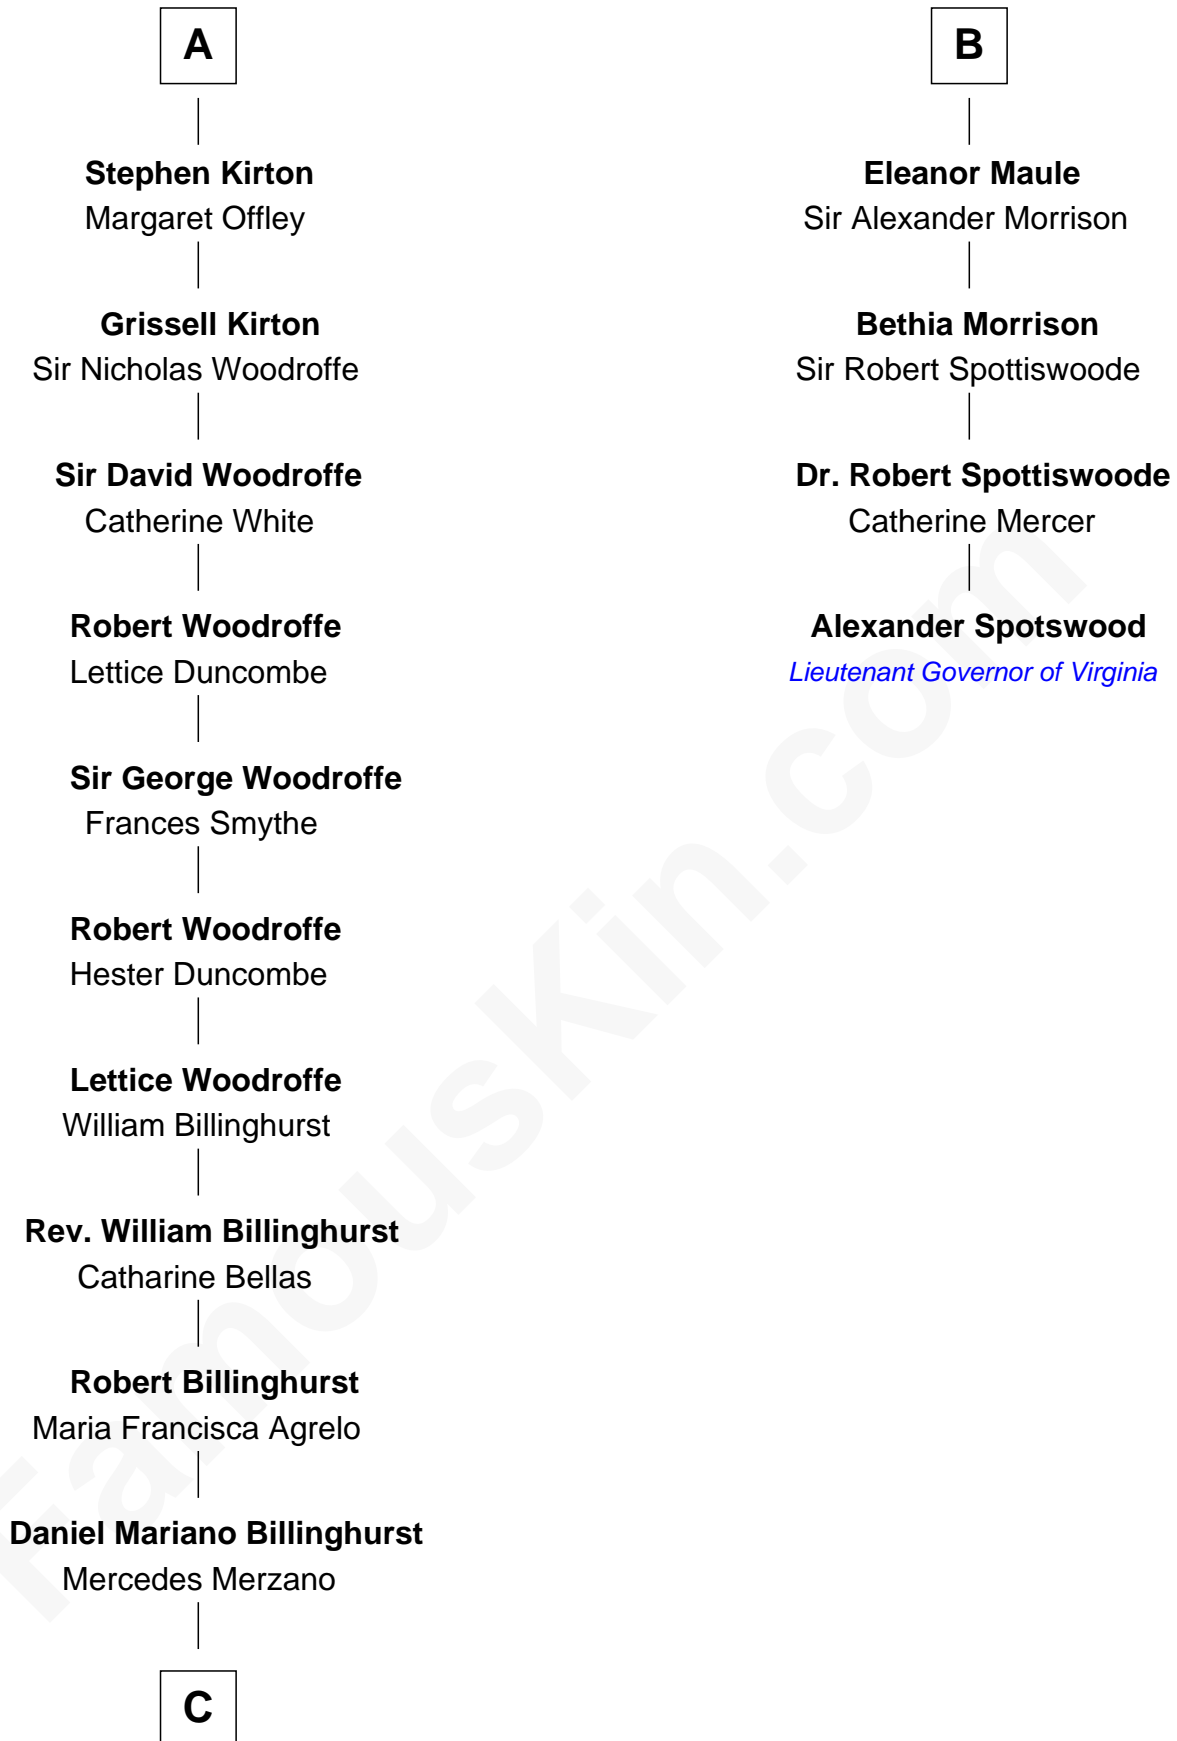 A
Stephen Kirton
Margaret Offley
Grissell Kirton
Sir Nicholas Woodroffe
Sir David Woodroffe
Catherine White
Robert Woodroffe
Lettice Duncombe
Sir George Woodroffe
Frances Smythe
Robert Woodroffe
Hester Duncombe
Lettice Woodroffe
William Billinghurst
Rev. William Billinghurst
Catharine Bellas
Robert Billinghurst
Maria Francisca Agrelo
Daniel Mariano Billinghurst
Mercedes Merzano
C
B
Eleanor Maule
Sir Alexander Morrison
Bethia Morrison
Sir Robert Spottiswoode
Dr. Robert Spottiswoode
Catherine Mercer
Alexander Spotswood
Lieutenant Governor of Virginia
FamousKin.com